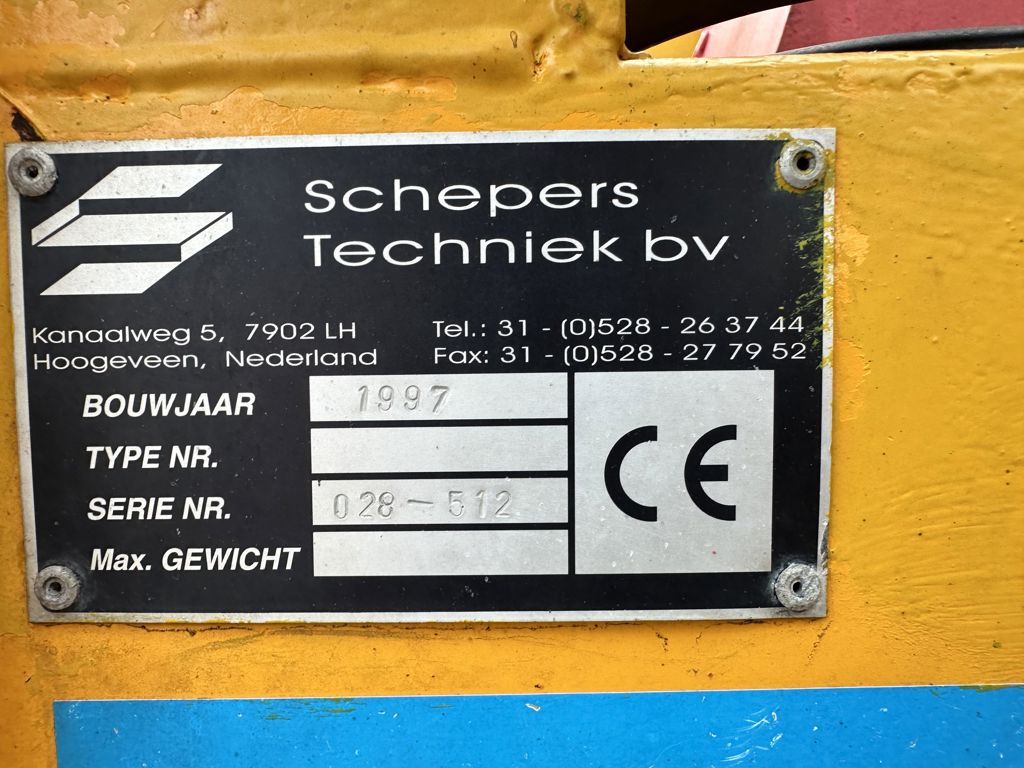 Schepers
Techniek bv
Kanaalweg 5, 7902 LH
Hoogeveen, Nederland
Tel.: 31 - (0)528 - 26 37 44
Fax: 31 - (0)528 - 27 79 52
BOUWJAAR 1997
TYPE NR.
SERIE NR. 028-512
Max. GEWICHT
CE